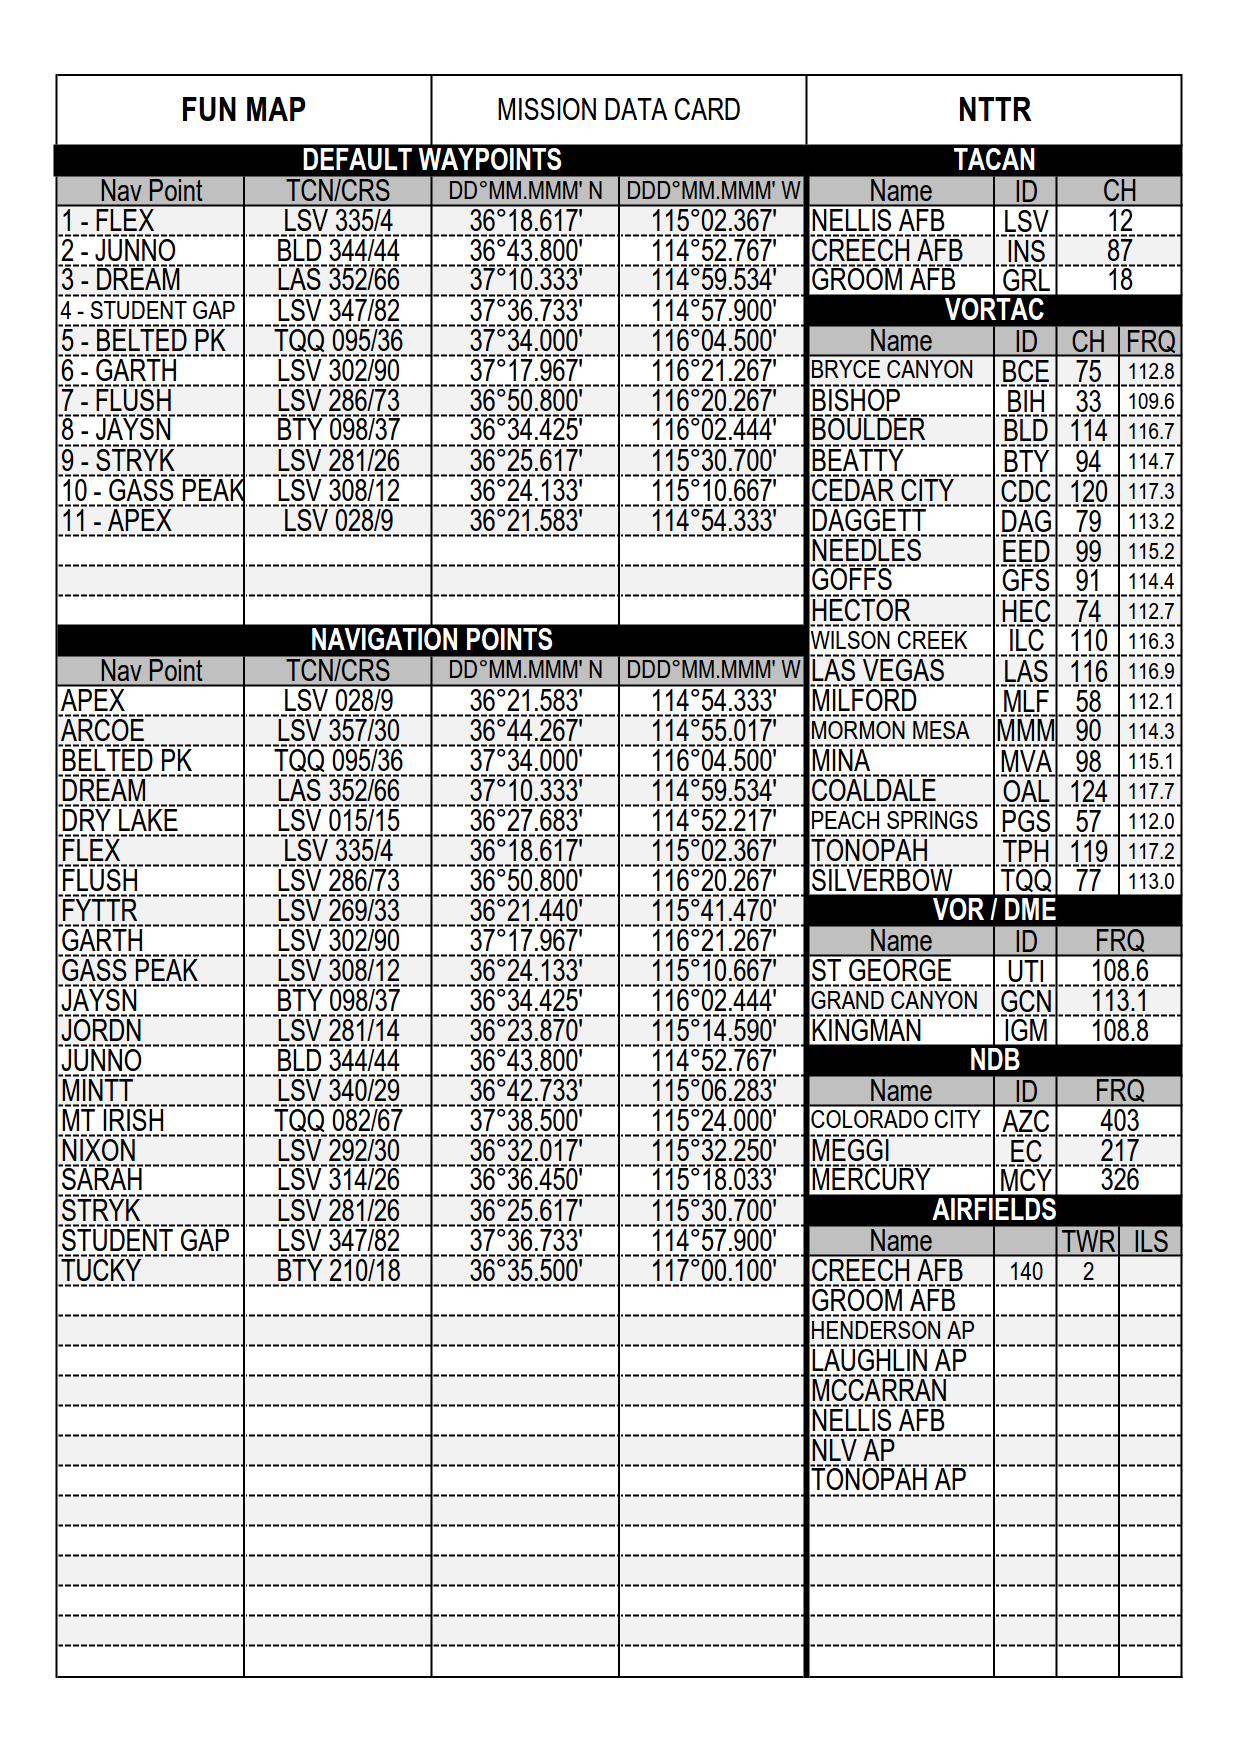 FUN MAP
MISSION DATA CARD
NTTR
DEFAULT WAYPOINTS
Nav Point TCN/CRS DD°MM.MMM' N DDD°MM.MMM' W
1 - FLEX LSV 335/4 36°18.617' 115°02.367'
2 - JUNNO BLD 344/44 36°43.800' 114°52.767'
3 - DREAM LAS 352/66 37°10.333' 114°59.534'
4 - STUDENT GAP LSV 347/82 37°36.733' 114°57.900'
5 - BELTED PK TQQ 095/36 37°34.000' 116°04.500'
6 - GARTH LSV 302/90 37°17.967' 116°21.267'
7 - FLUSH LSV 286/73 36°50.800' 116°20.267'
8 - JAYSN BTY 098/37 36°34.425' 116°02.444'
9 - STRYK LSV 281/26 36°25.617' 115°30.700'
10 - GASS PEAK LSV 308/12 36°24.133' 115°10.667'
11 - APEX LSV 028/9 36°21.583' 114°54.333'
NAVIGATION POINTS
Nav Point TCN/CRS DD°MM.MMM' N DDD°MM.MMM' W
APEX LSV 028/9 36°21.583' 114°54.333'
ARCOE LSV 357/30 36°44.267' 114°55.017'
BELTED PK TQQ 095/36 37°34.000' 116°04.500'
DREAM LAS 352/66 37°10.333' 114°59.534'
DRY LAKE LSV 015/15 36°27.683' 114°52.217'
FLEX LSV 335/4 36°18.617' 115°02.367'
FLUSH LSV 286/73 36°50.800' 116°20.267'
FYTTR LSV 269/33 36°21.440' 115°41.470'
GARTH LSV 302/90 37°17.967' 116°21.267'
GASS PEAK LSV 308/12 36°24.133' 115°10.667'
JAYSN BTY 098/37 36°34.425' 116°02.444'
JORDN LSV 281/14 36°23.870' 115°14.590'
JUNNO BLD 344/44 36°43.800' 114°52.767'
MINTT LSV 340/29 36°42.733' 115°06.283'
MT IRISH TQQ 082/67 37°38.500' 115°24.000'
NIXON LSV 292/30 36°32.017' 115°32.250'
SARAH LSV 314/26 36°36.450' 115°18.033'
STRYK LSV 281/26 36°25.617' 115°30.700'
STUDENT GAP LSV 347/82 37°36.733' 114°57.900'
TUCKY BTY 210/18 36°35.500' 117°00.100'
TACAN
Name ID CH
NELLIS AFB LSV 12
CREECH AFB INS 87
GROOM AFB GRL 18
VORTAC
Name ID CH FRQ
BRYCE CANYON BCE 75 112.8
BISHOP BIH 33 109.6
BOULDER BLD 114 116.7
BEATTY BTY 94 114.7
CEDAR CITY CDC 120 117.3
DAGGETT DAG 79 113.2
NEEDLES EED 99 115.2
GOFFS GFS 91 114.4
HECTOR HEC 74 112.7
WILSON CREEK ILC 110 116.3
LAS VEGAS LAS 116 116.9
MILFORD MLF 58 112.1
MORMON MESA MMM 90 114.3
MINA MVA 98 115.1
COALDALE OAL 124 117.7
PEACH SPRINGS PGS 57 112.0
TONOPAH TPH 119 117.2
SILVERBOW TQQ 77 113.0
VOR / DME
Name ID FRQ
ST GEORGE UTI 108.6
GRAND CANYON GCN 113.1
KINGMAN IGM 108.8
NDB
Name ID FRQ
COLORADO CITY AZC 403
MEGGI EC 217
MERCURY MCY 326
AIRFIELDS
Name TWR ILS
CREECH AFB 140 2
GROOM AFB
HENDERSON AP
LAUGHLIN AP
MCCARRAN
NELLIS AFB
NLV AP
TONOPAH AP